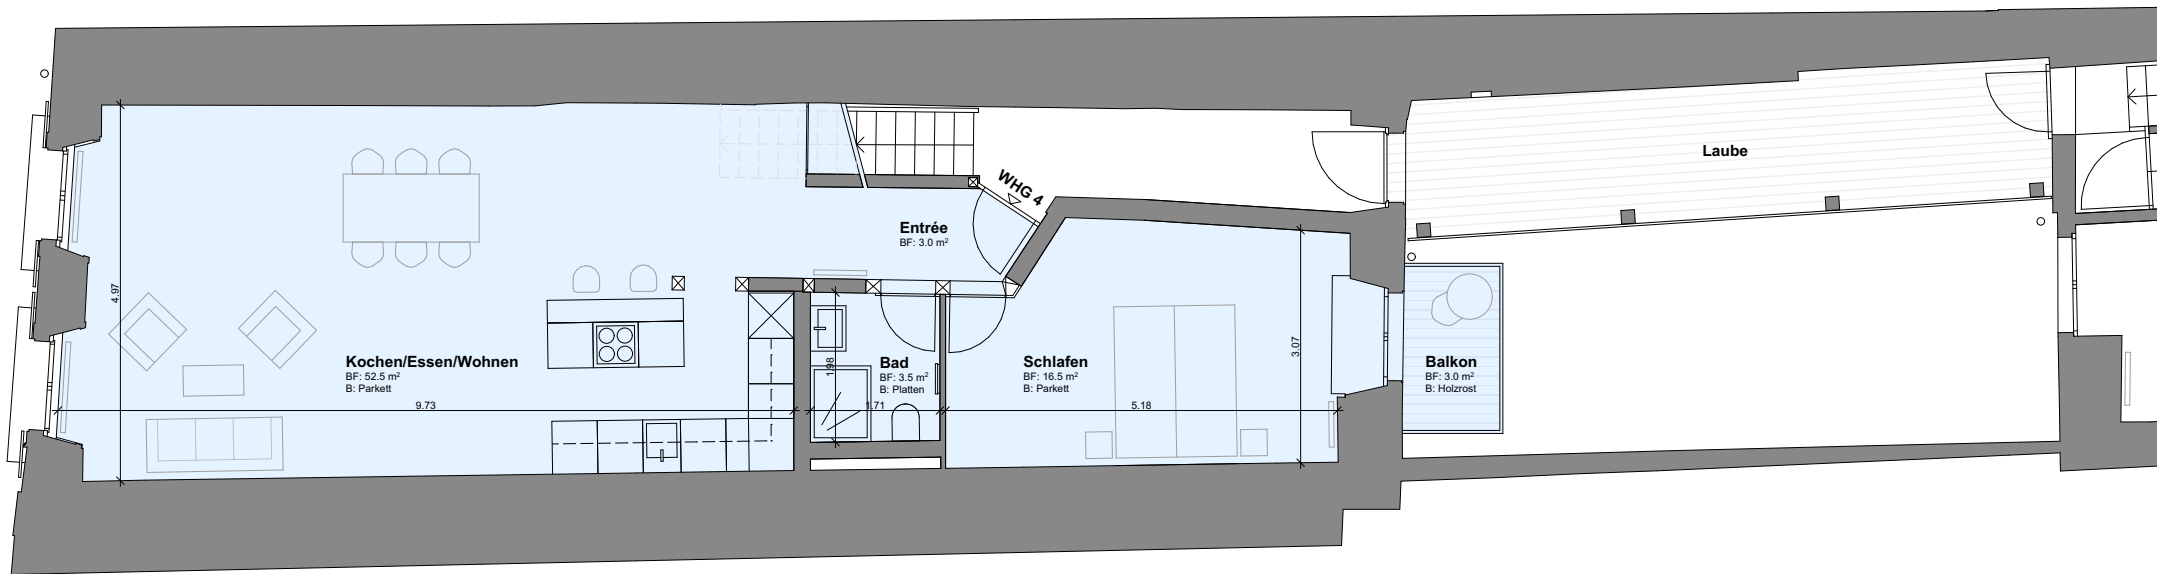 WHG 4
Laube
Entrée
BF: 3.0 m²
4.97
Kochen/Essen/Wohnen
BF: 52.5 m²
B: Parkett
9.73
1.98
Bad
BF: 3.5 m²
B: Platten
1.71
Schlafen
BF: 16.5 m²
B: Parkett
5.18
3.07
Balkon
BF: 3.0 m²
B: Holzrost